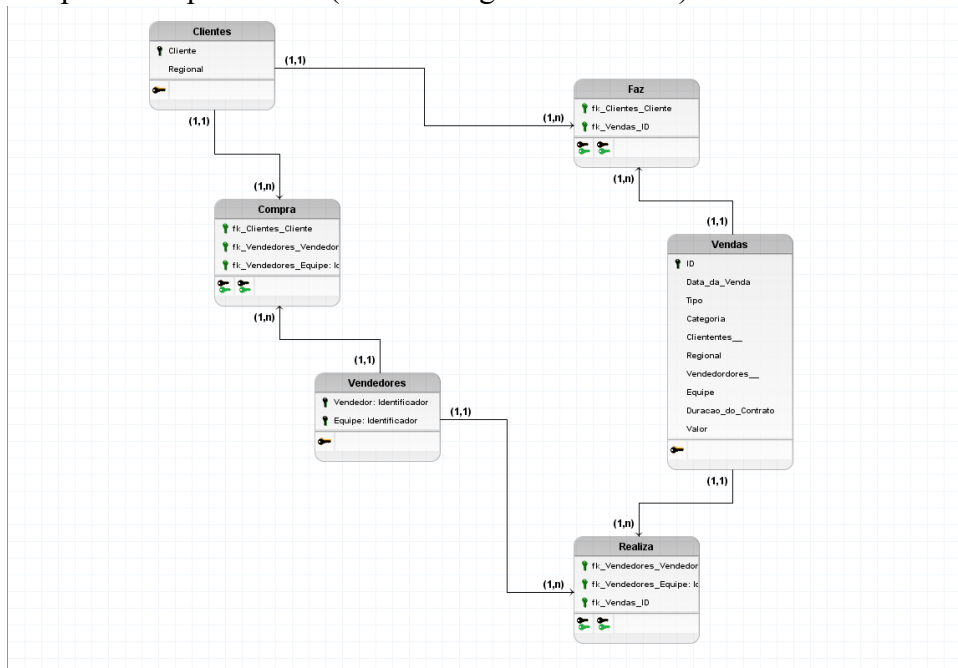 Clientes
Cliente
Regional
(1,1)
(1,1)
(1,n)
Faz
fk_Clientes_Cliente
fk_Vendas_ID
(1,n)
(1,n)
Compra
fk_Clientes_Cliente
fk_Vendedores_Vendedor
fk_Vendedores_Equipe: Id
(1,n)
(1,1)
Vendas
ID
Data_da_Venda
Tipo
Categoria
Cliententes__
Regional
Vendedordores__
Equipe
Duracao_do_Contrato
Valor
(1,1)
Vendedores
Vendedor: Identificador
Equipe: Identificador
(1,1)
(1,1)
(1,n)
(1,n)
Realiza
fk_Vendedores_Vendedor
fk_Vendedores_Equipe: Id
fk_Vendas_ID